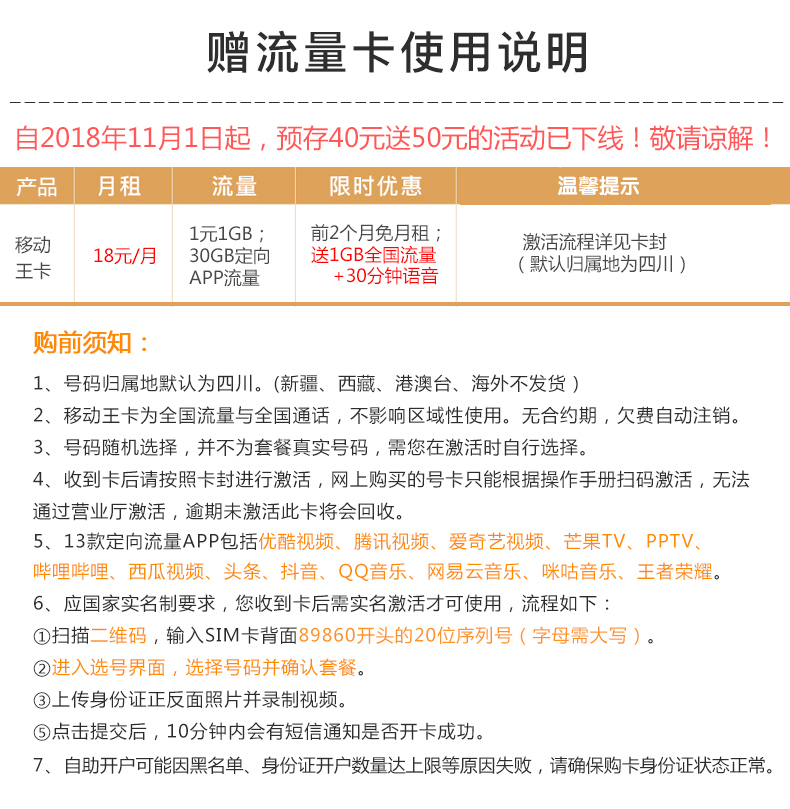 赠流量卡使用说明
自2018年11月1日起，预存40元送50元的活动已下线！敬请谅解！
产品 月租 流量 限时优惠 温馨提示
移动
王卡
18元/月
1元1GB；
30GB定向
APP流量
前2个月免月租；
送1GB全国流量
+30分钟语音
激活流程详见卡封
（默认归属地为四川）
购前须知：
1、号码归属地默认为四川。(新疆、西藏、港澳台、海外不发货）
2、移动王卡为全国流量与全国通话，不影响区域性使用。无合约期，欠费自动注销。
3、号码随机选择，并不为套餐真实号码，需您在激活时自行选择。
4、收到卡后请按照卡封进行激活，网上购买的号卡只能根据操作手册扫码激活，无法
通过营业厅激活，逾期未激活此卡将会回收。
5、13款定向流量APP包括优酷视频、腾讯视频、爱奇艺视频、芒果TV、PPTV、
哔哩哔哩、西瓜视频、头条、抖音、QQ音乐、网易云音乐、咪咕音乐、王者荣耀。
6、应国家实名制要求，您收到卡后需实名激活才可使用，流程如下：
①扫描二维码，输入SIM卡背面89860开头的20位序列号（字母需大写）。
②进入选号界面，选择号码并确认套餐。
③上传身份证正反面照片并录制视频。
⑤点击提交后，10分钟内会有短信通知是否开卡成功。
7、自助开户可能因黑名单、身份证开户数量达上限等原因失败，请确保购卡身份证状态正常。